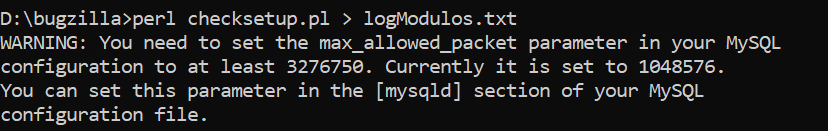 D:\bugzilla>perl checksetup.pl > logModulos.txt
WARNING: You need to set the max_allowed_packet parameter in your MySQL
configuration to at least 3276750. Currently it is set to 1048576.
You can set this parameter in the [mysqld] section of your MySQL
configuration file.